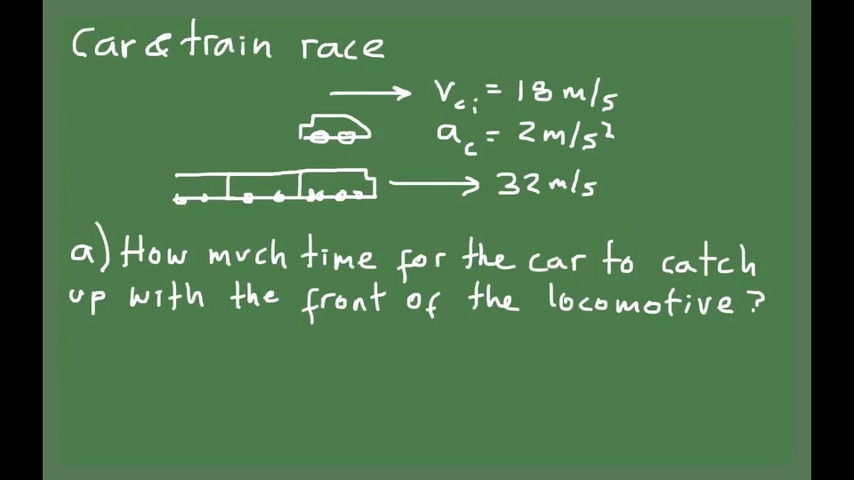 Car & train race
v_ci = 18 m/s
a_c = 2 m/s²
32 m/s
a) How much time for the car to catch
up with the front of the locomotive?